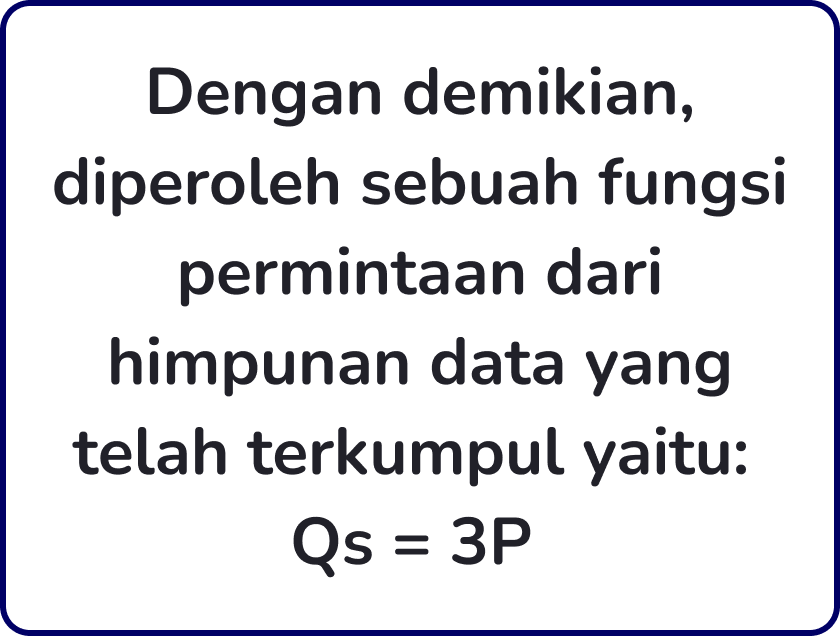 Dengan demikian,
diperoleh sebuah fungsi
permintaan dari
himpunan data yang
telah terkumpul yaitu:
Qs = 3P